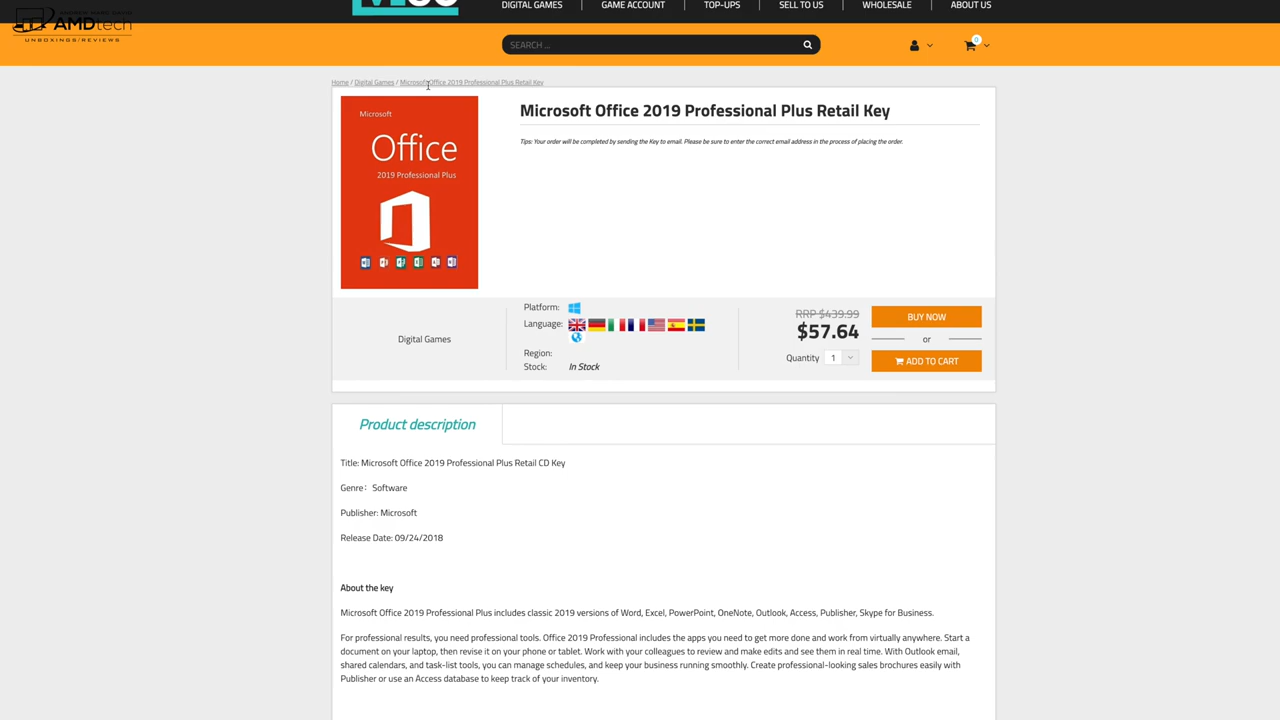 DIGITAL GAMES GAME ACCOUNT TOP-UPS SELL TO US WHOLESALE ABOUT US
ANDREW MARC DAVID
AMDtech
UNBOXINGS/REVIEWS
SEARCH ...
0
Home / Digital Games / Microsoft Office 2019 Professional Plus Retail Key
Microsoft
Office
2019 Professional Plus
Microsoft Office 2019 Professional Plus Retail Key
Tips: Your order will be completed by sending the Key to email. Please be sure to enter the correct email address in the process of placing the order.
Digital Games
Platform:
Language:
Region:
Stock: In Stock
RRP $439.99
$57.64
Quantity 1
BUY NOW
or
ADD TO CART
Product description
Title: Microsoft Office 2019 Professional Plus Retail CD Key
Genre： Software
Publisher: Microsoft
Release Date: 09/24/2018
About the key
Microsoft Office 2019 Professional Plus includes classic 2019 versions of Word, Excel, PowerPoint, OneNote, Outlook, Access, Publisher, Skype for Business.
For professional results, you need professional tools. Office 2019 Professional includes the apps you need to get more done and work from virtually anywhere. Start a
document on your laptop, then revise it on your phone or tablet. Work with your colleagues to review and make edits and see them in real time. With Outlook email,
shared calendars, and task-list tools, you can manage schedules, and keep your business running smoothly. Create professional-looking sales brochures easily with
Publisher or use an Access database to keep track of your inventory.